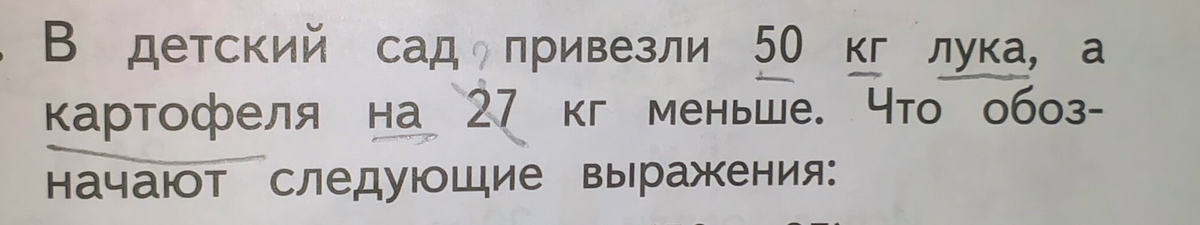 В детский сад ? привезли 50 кг лука, а
картофеля на 27 кг меньше. Что обоз-
начают следующие выражения: